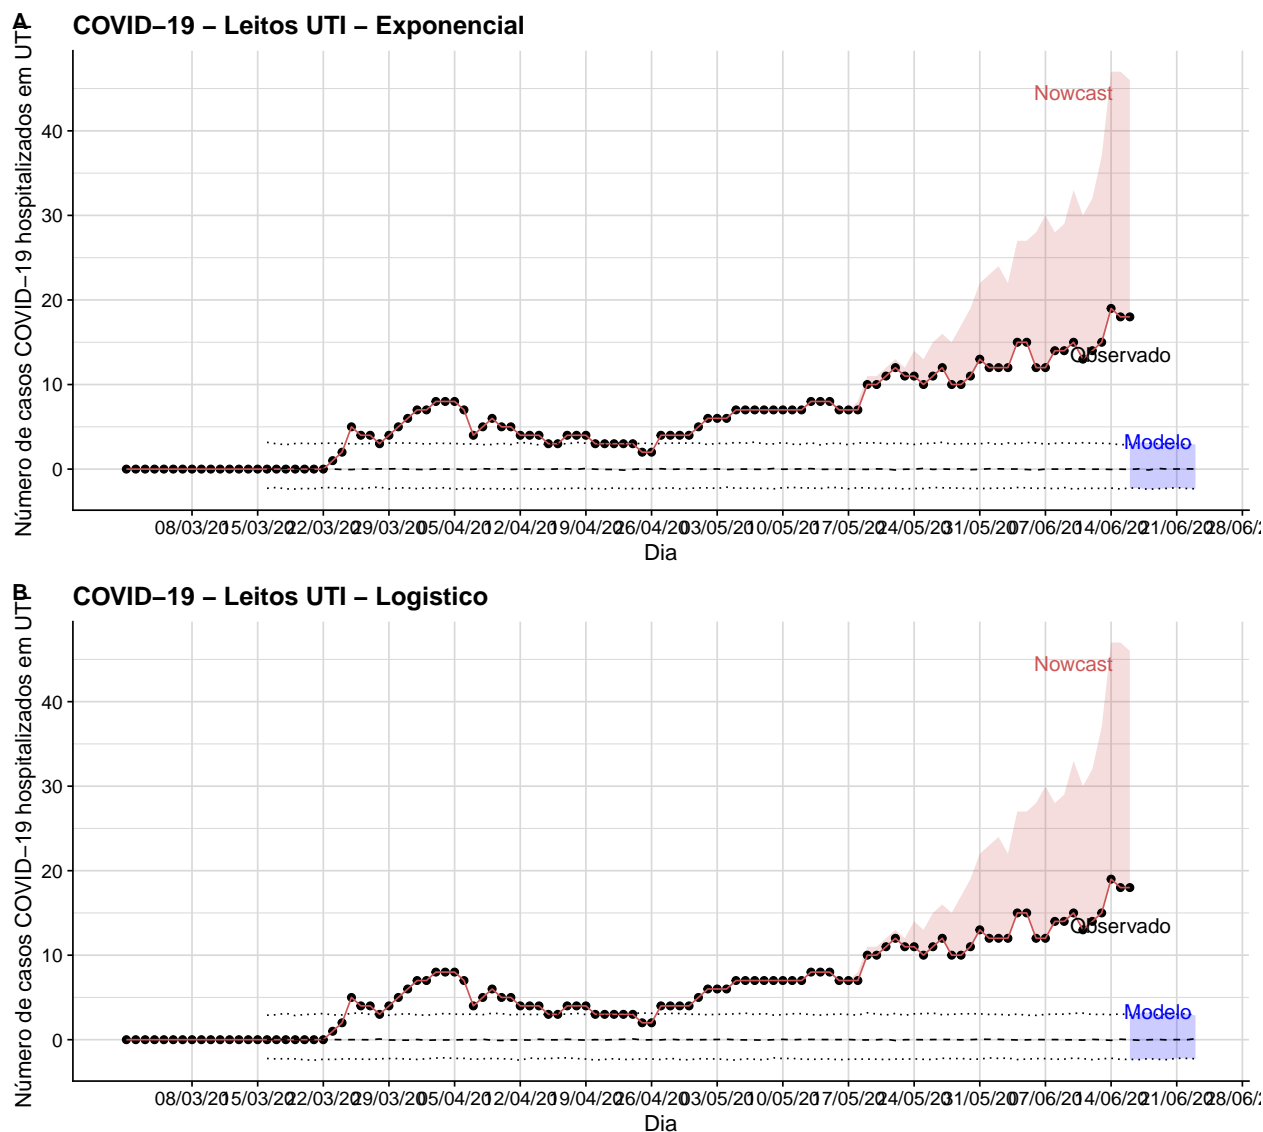 A
COVID−19 − Leitos UTI − Exponencial
Número de casos COVID−19 hospitalizados em UTI
40
30
20
10
0
Nowcast
Observado
Modelo
08/03/20 15/03/20 22/03/20 29/03/20 05/04/20 12/04/20 19/04/20 26/04/20 03/05/20 10/05/20 17/05/20 24/05/20 31/05/20 07/06/20 14/06/20 21/06/20 28/06/2
Dia
B
COVID−19 − Leitos UTI − Logistico
Número de casos COVID−19 hospitalizados em UTI
40
30
20
10
0
Nowcast
Observado
Modelo
08/03/20 15/03/20 22/03/20 29/03/20 05/04/20 12/04/20 19/04/20 26/04/20 03/05/20 10/05/20 17/05/20 24/05/20 31/05/20 07/06/20 14/06/20 21/06/20 28/06/2
Dia